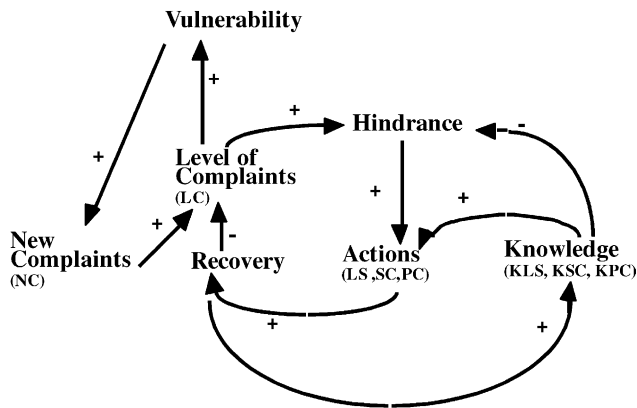 Vulnerability
+
+
Hindrance
- -
Level of
Complaints
(LC)
+
+
+
+
New
Complaints
(NC)
-
Recovery
Actions
(LS ,SC,PC)
Knowledge
(KLS, KSC, KPC)
+
+